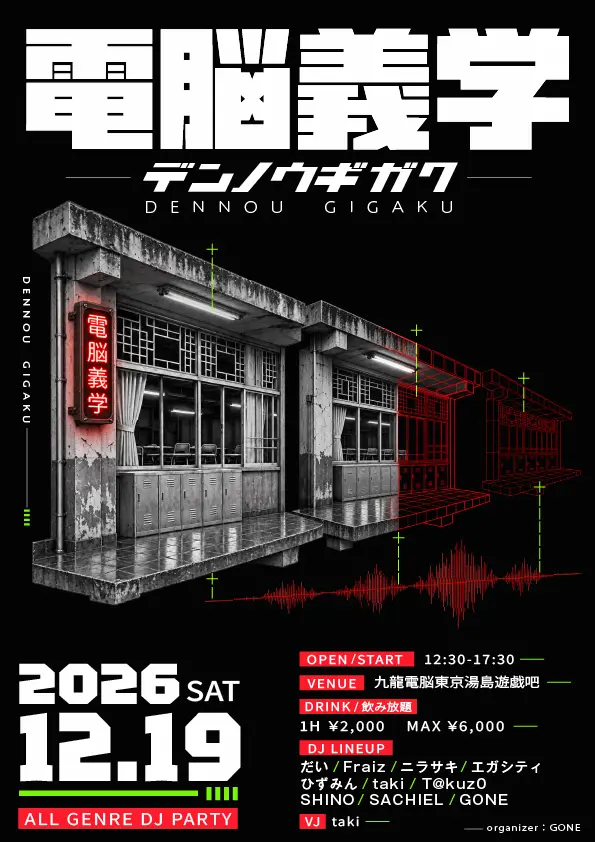 電脳義学
デンノウギガク
DENNOU GIGAKU
DENNOU GIGAKU
電脳義学
2026 SAT
12.19
ALL GENRE DJ PARTY
OPEN/START 12:30-17:30
VENUE 九龍電脳東京湯島遊戯吧
DRINK/飲み放題
1H ¥2,000 MAX ¥6,000
DJ LINEUP
だい/Fraiz/ニラサキ/エガシティ
ひずみん/taki/T@kuz0
SHINO/SACHIEL/GONE
VJ taki
organizer:GONE